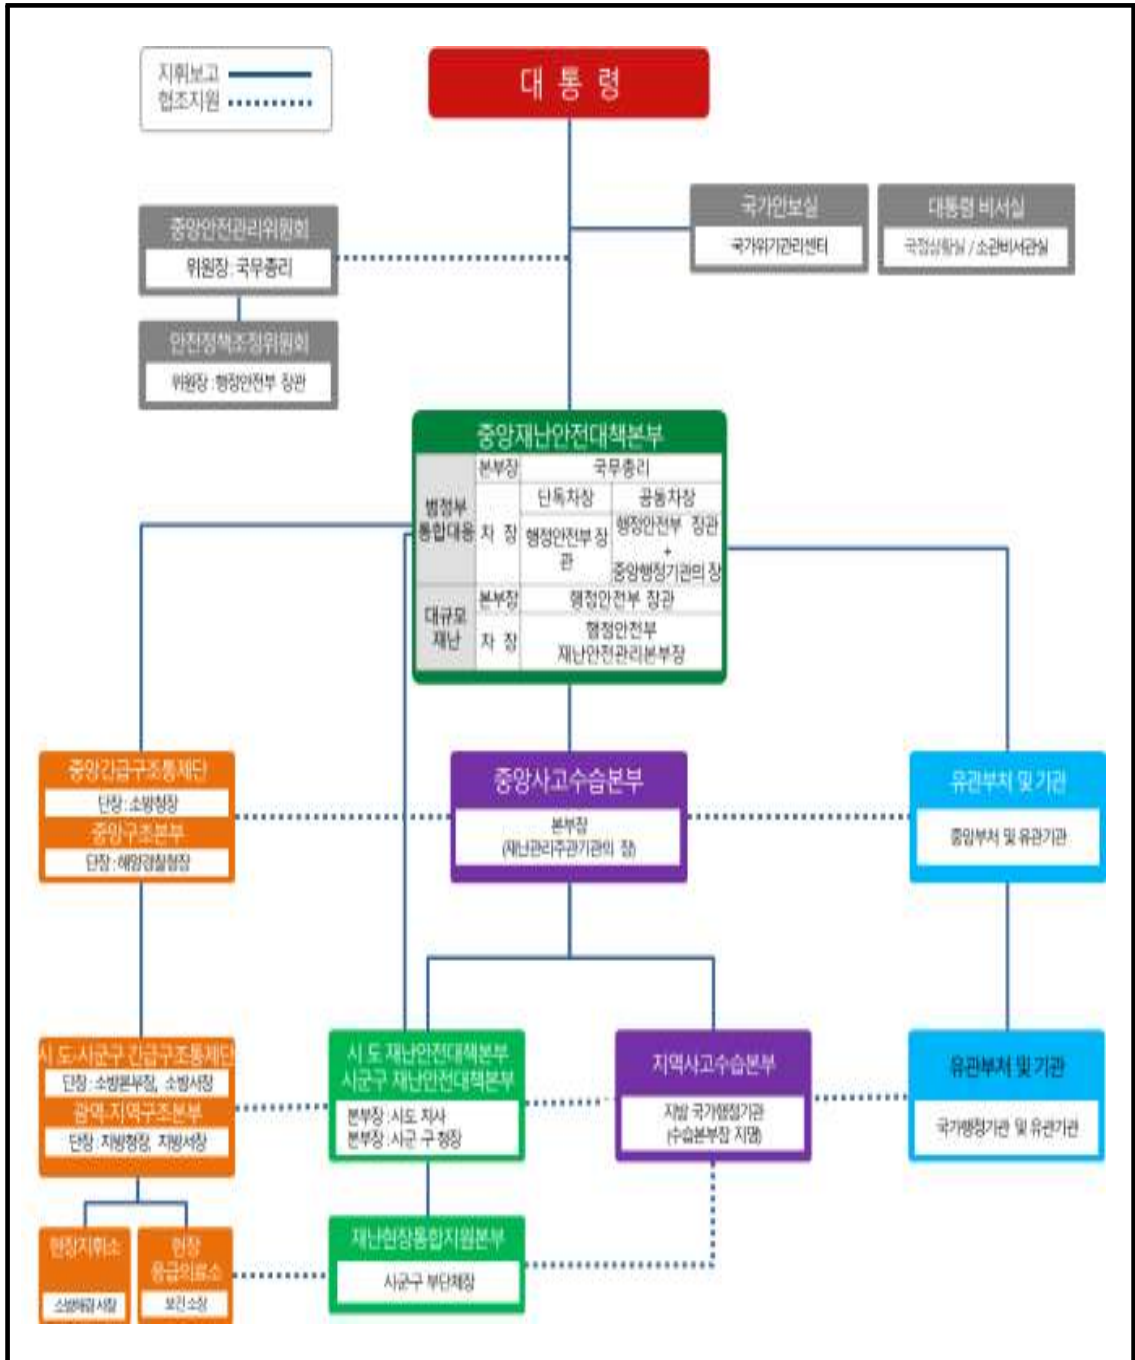 지휘보고
협조지원
대 통 령
국가안보실
국가위기관리센터
대통령 비서실
국정상황실 / 소관비서관실
중앙안전관리위원회
위원장 : 국무총리
안전정책조정위원회
위원장 : 행정안전부 장관
중앙재난안전대책본부
범정부
통합대응
본부장
국무총리
차 장
단독차장
공동차장
행정안전부 장
관
행정안전부 장관
+
중앙행정기관의 장
대규모
재난
본부장
행정안전부 장관
차 장
행정안전부
재난안전관리본부장
중앙긴급구조통제단
단장 : 소방청장
중앙구조본부
단장 : 해양경찰청장
중앙사고수습본부
본부장
(재난관리주관기관의 장)
유관부처 및 기관
중앙부처 및 유관기관
시 도·시군구 긴급구조통제단
단장 : 소방본부장, 소방서장
광역·지역구조본부
단장 : 지방청장, 지방서장
시 도 재난안전대책본부
시군구 재난안전대책본부
본부장 : 시도 지사
본부장 : 시군 구청장
지역사고수습본부
지방 국가행정기관
(수습본부장 지명)
유관부처 및 기관
국가행정기관 및 유관기관
현장지휘소
소방해경서장
현장
응급의료소
보건소장
재난현장통합지원본부
시군구 부단체장